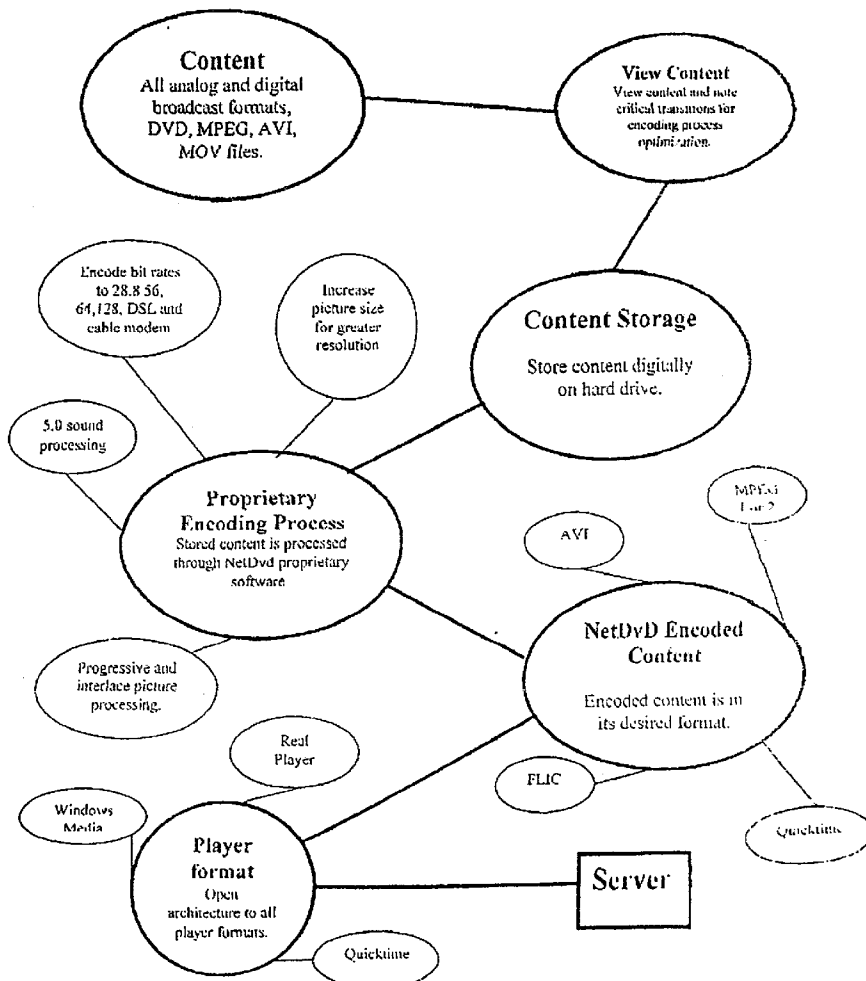 Content
All analog and digital
broadcast formats,
DVD, MPEG, AVI,
MOV files.
View Content
View content and note
critical transitions for
encoding process
optimization.
Encode bit rates
to 28.8 56,
64,128, DSL and
cable modem
Increase
picture size
for greater
resolution
Content Storage
Store content digitally
on hard drive.
5.0 sound
processing
Proprietary
Encoding Process
Stored content is processed
through NetDvd proprietary
software
MPEG
1 or 2
AVI
NetDvD Encoded
Content
Encoded content is in
its desired format.
Progressive and
interlace picture
processing.
Real
Player
FLIC
Windows
Media
Quicktime
Player
format
Open
architecture to all
player formats.
Server
Quicktime